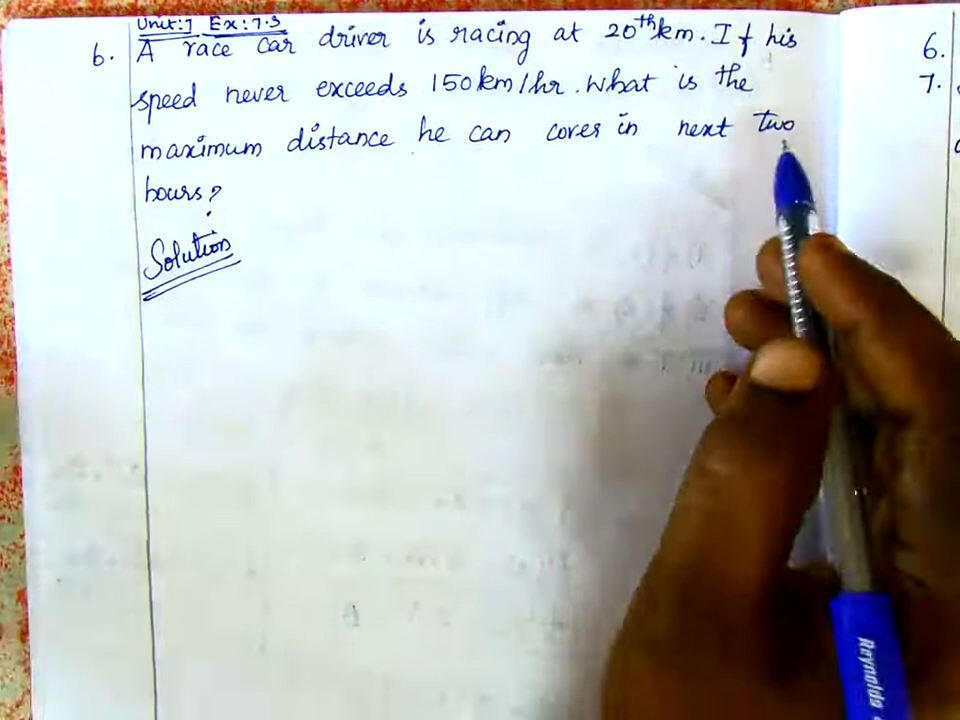 Unit:7 Ex:7.3
6. A race car driver is racing at 20th km. If his
speed never exceeds 150km/hr. What is the
maximum distance he can cover in next two
hours?
Solution
6.
7.
Reynolds